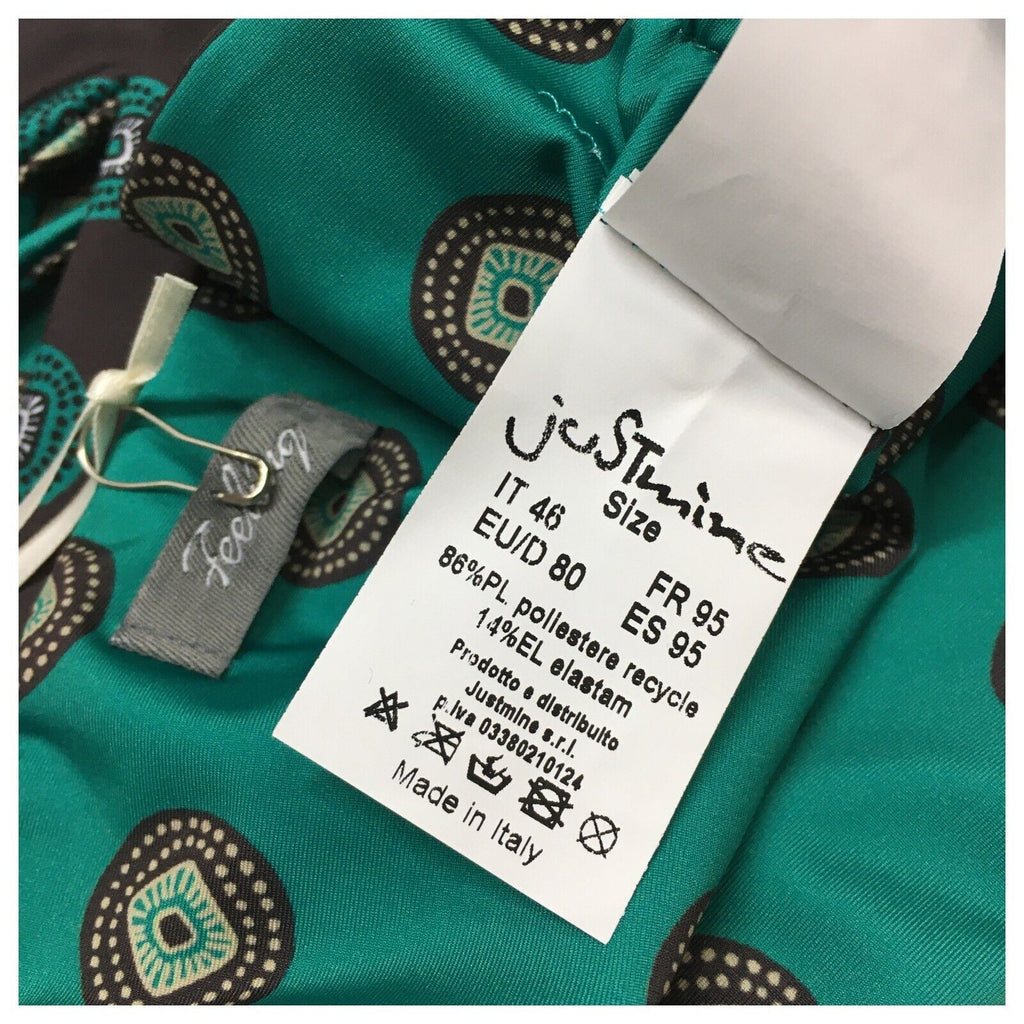 Feeling
jusTmine
Size
IT 46 FR 95
EU/D 80 ES 95
86%PL poliestere recycle
14%EL elastam
Prodotto e distribuito
Justmine s.r.l.
p.iva 03380210124
Made in Italy